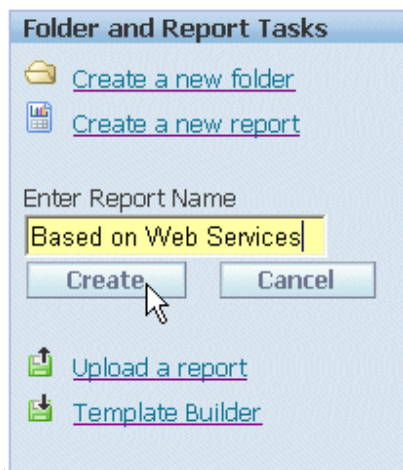 Folder and Report Tasks
Create a new folder
Create a new report
Enter Report Name
Based on Web Services
Create Cancel
Upload a report
Template Builder